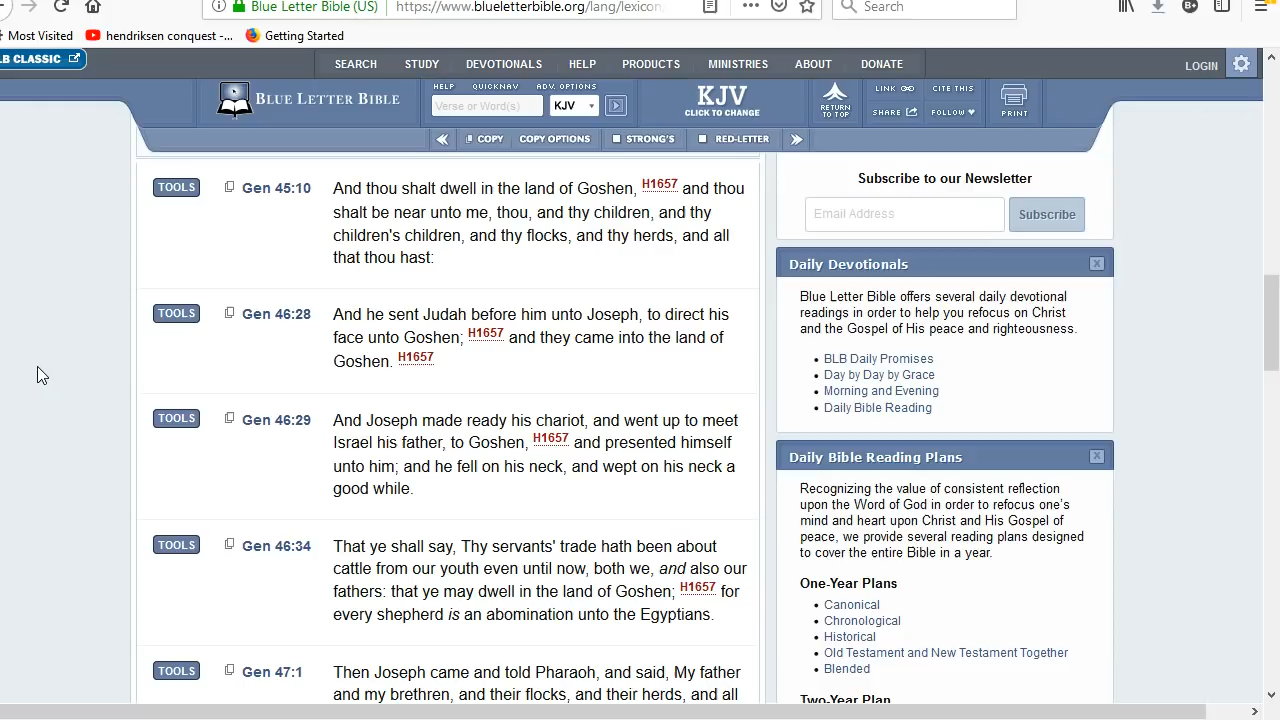 Blue Letter Bible (US) https://www.blueletterbible.org/lang/lexicon Search
Most Visited hendriksen conquest -... Getting Started
LB CLASSIC
SEARCH STUDY DEVOTIONALS HELP PRODUCTS MINISTRIES ABOUT DONATE LOGIN
BLUE LETTER BIBLE
HELP QUICKNAV ADV. OPTIONS
Verse or Word(s) KJV
KJV
CLICK TO CHANGE
RETURN
TO TOP
LINK CITE THIS
SHARE FOLLOW
PRINT
COPY COPY OPTIONS STRONG'S RED-LETTER
TOOLS Gen 45:10 And thou shalt dwell in the land of Goshen, H1657 and thou
shalt be near unto me, thou, and thy children, and thy
children's children, and thy flocks, and thy herds, and all
that thou hast:
TOOLS Gen 46:28 And he sent Judah before him unto Joseph, to direct his
face unto Goshen; H1657 and they came into the land of
Goshen. H1657
TOOLS Gen 46:29 And Joseph made ready his chariot, and went up to meet
Israel his father, to Goshen, H1657 and presented himself
unto him; and he fell on his neck, and wept on his neck a
good while.
TOOLS Gen 46:34 That ye shall say, Thy servants' trade hath been about
cattle from our youth even until now, both we, and also our
fathers: that ye may dwell in the land of Goshen; H1657 for
every shepherd is an abomination unto the Egyptians.
TOOLS Gen 47:1 Then Joseph came and told Pharaoh, and said, My father
and my brethren, and their flocks, and their herds, and all
Subscribe to our Newsletter
Email Address Subscribe
Daily Devotionals
Blue Letter Bible offers several daily devotional
readings in order to help you refocus on Christ
and the Gospel of His peace and righteousness.
BLB Daily Promises
Day by Day by Grace
Morning and Evening
Daily Bible Reading
Daily Bible Reading Plans
Recognizing the value of consistent reflection
upon the Word of God in order to refocus one's
mind and heart upon Christ and His Gospel of
peace, we provide several reading plans designed
to cover the entire Bible in a year.
One-Year Plans
Canonical
Chronological
Historical
Old Testament and New Testament Together
Blended
Two-Year Plan